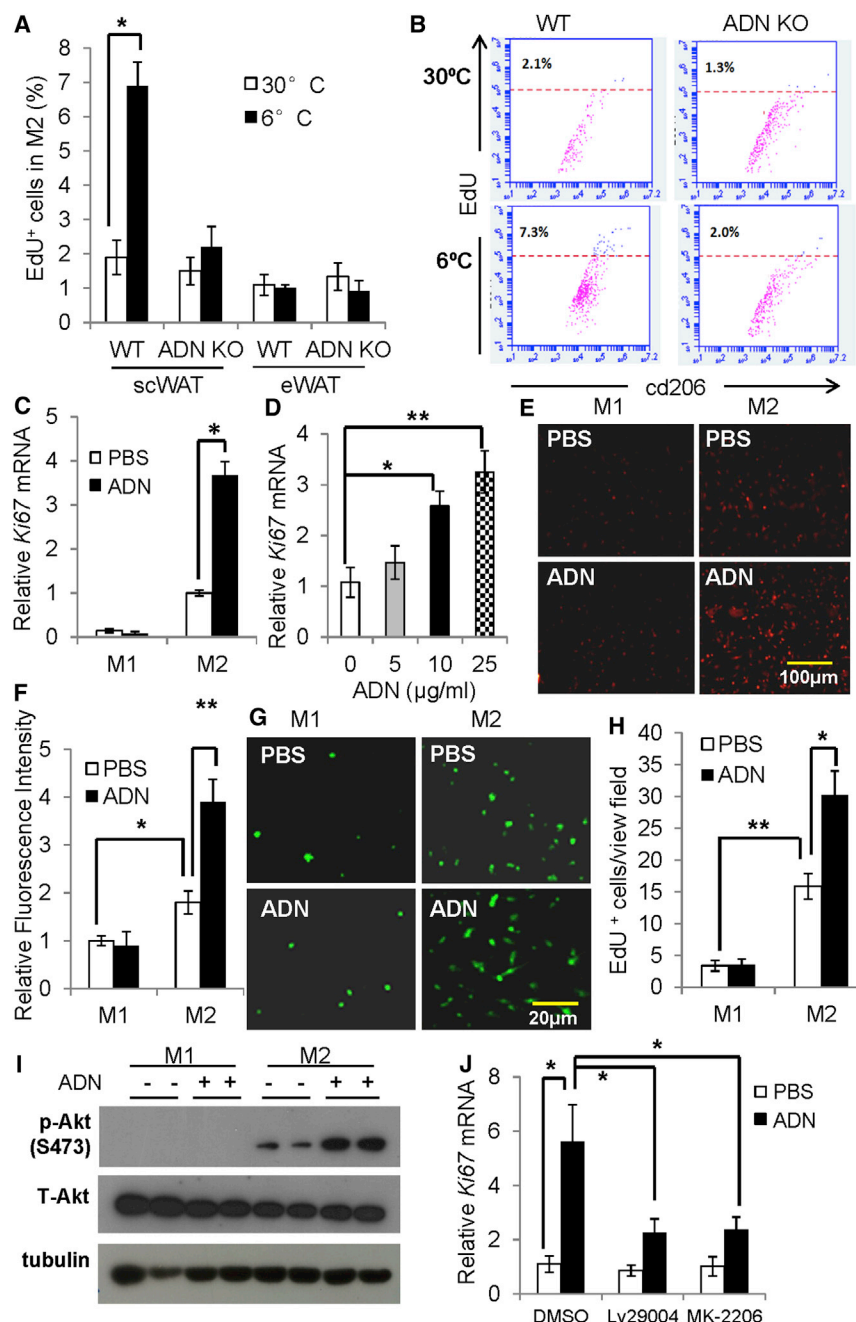 A
EdU+ cells in M2 (%)
8
7
6
5
4
3
2
1
0
*
30° C
6° C
WT ADN KO WT ADN KO
scWAT eWAT
B
WT ADN KO
30ºC
6ºC
EdU
2.1%
1.3%
7.3%
2.0%
cd206
C
Relative Ki67 mRNA
5
4
3
2
1
0
PBS
ADN
*
M1 M2
D
Relative Ki67 mRNA
4
3
2
1
0
**
*
0 5 10 25
ADN (µg/ml)
E
M1 M2
PBS PBS
ADN ADN
100µm
F
Relative Fluorescence Intensity
5
4
3
2
1
0
PBS
ADN
*
**
M1 M2
G
M1 M2
PBS PBS
ADN ADN
20µm
H
EdU + cells/view field
40
35
30
25
20
15
10
5
0
PBS
ADN
**
*
M1 M2
I
M1 M2
ADN - - + + - - + +
p-Akt
(S473)
T-Akt
tubulin
J
Relative Ki67 mRNA
8
6
4
2
0
* * *
PBS
ADN
DMSO Ly29004 MK-2206